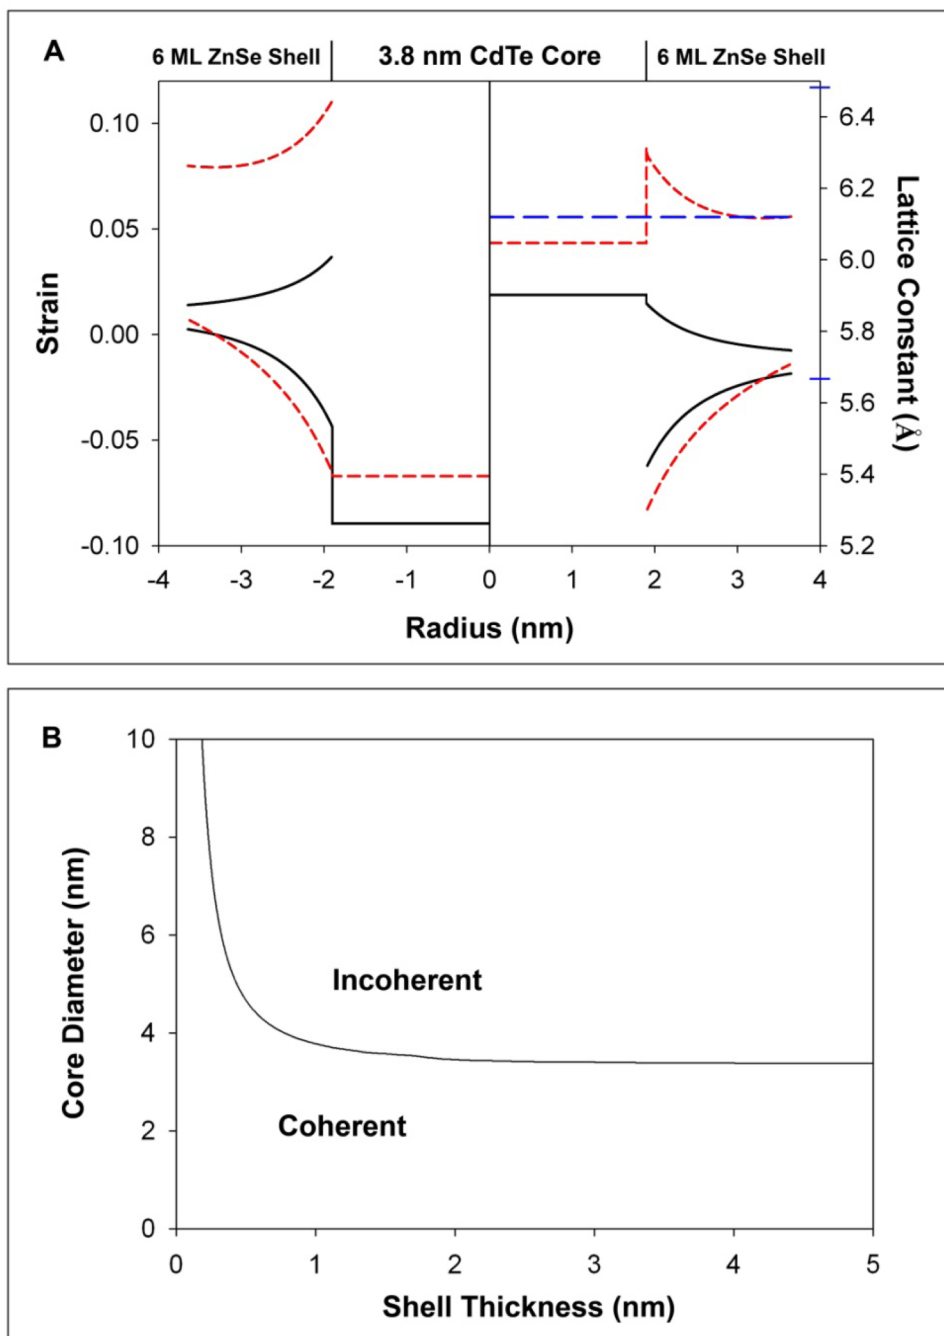 A
6 ML ZnSe Shell
3.8 nm CdTe Core
6 ML ZnSe Shell
0.10
0.05
0.00
-0.05
-0.10
Strain
6.4
6.2
6.0
5.8
5.6
5.4
5.2
Lattice Constant (Å)
-4 -3 -2 -1 0 1 2 3 4
Radius (nm)
B
10
8
6
4
2
0
Core Diameter (nm)
Incoherent
Coherent
0 1 2 3 4 5
Shell Thickness (nm)